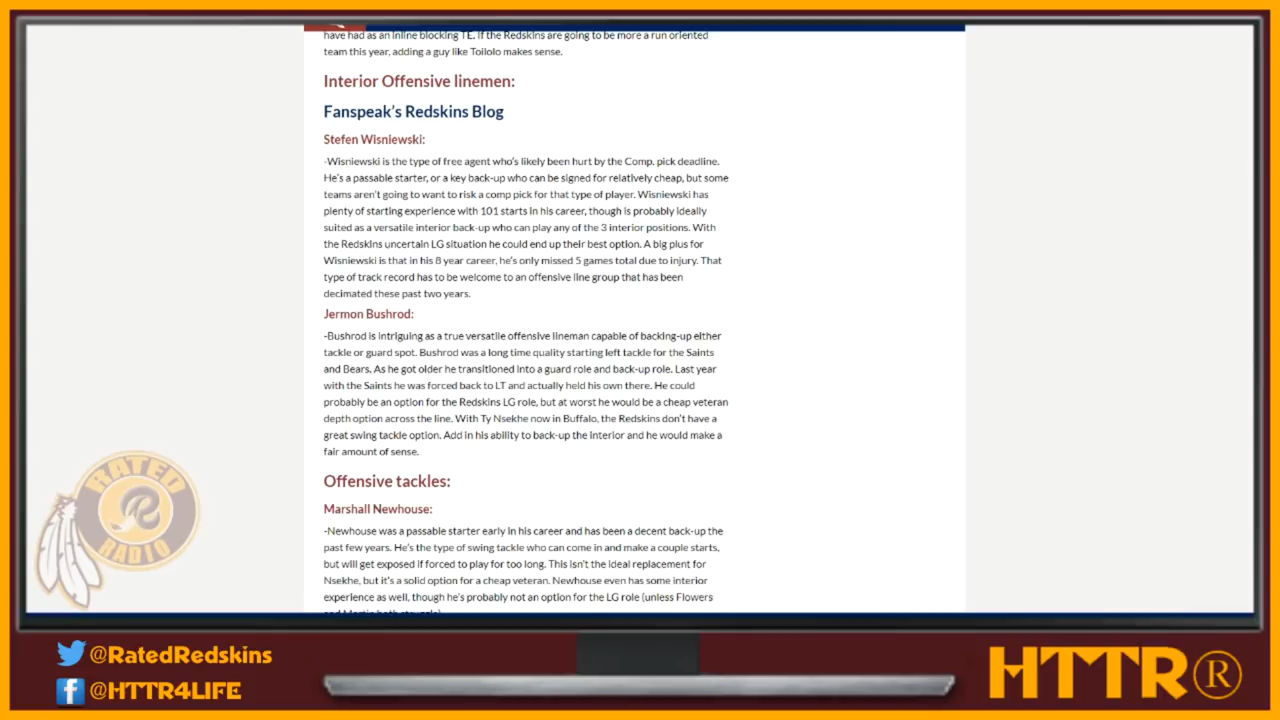 have had as an inline blocking TE. If the Redskins are going to be more a run oriented
team this year, adding a guy like Toilolo makes sense.
Interior Offensive linemen:
Fanspeak's Redskins Blog
Stefen Wisniewski:
-Wisniewski is the type of free agent who's likely been hurt by the Comp. pick deadline.
He's a passable starter, or a key back-up who can be signed for relatively cheap, but some
teams aren't going to want to risk a comp pick for that type of player. Wisniewski has
plenty of starting experience with 101 starts in his career, though is probably ideally
suited as a versatile interior back-up who can play any of the 3 interior positions. With
the Redskins uncertain LG situation he could end up their best option. A big plus for
Wisniewski is that in his 8 year career, he's only missed 5 games total due to injury. That
type of track record has to be welcome to an offensive line group that has been
decimated these past two years.
Jermon Bushrod:
-Bushrod is intriguing as a true versatile offensive lineman capable of backing-up either
tackle or guard spot. Bushrod was a long time quality starting left tackle for the Saints
and Bears. As he got older he transitioned into a guard role and back-up role. Last year
with the Saints he was forced back to LT and actually held his own there. He could
probably be an option for the Redskins LG role, but at worst he would be a cheap veteran
depth option across the line. With Ty Nsekhe now in Buffalo, the Redskins don't have a
great swing tackle option. Add in his ability to back-up the interior and he would make a
fair amount of sense.
Offensive tackles:
Marshall Newhouse:
-Newhouse was a passable starter early in his career and has been a decent back-up the
past few years. He's the type of swing tackle who can come in and make a couple starts,
but will get exposed if forced to play for too long. This isn't the ideal replacement for
Nsekhe, but it's a solid option for a cheap veteran. Newhouse even has some interior
experience as well, though he's probably not an option for the LG role (unless Flowers
and Martin both struggle)
RATED
R
RADIO
@RatedRedskins
@HTTR4LIFE
HTTR®